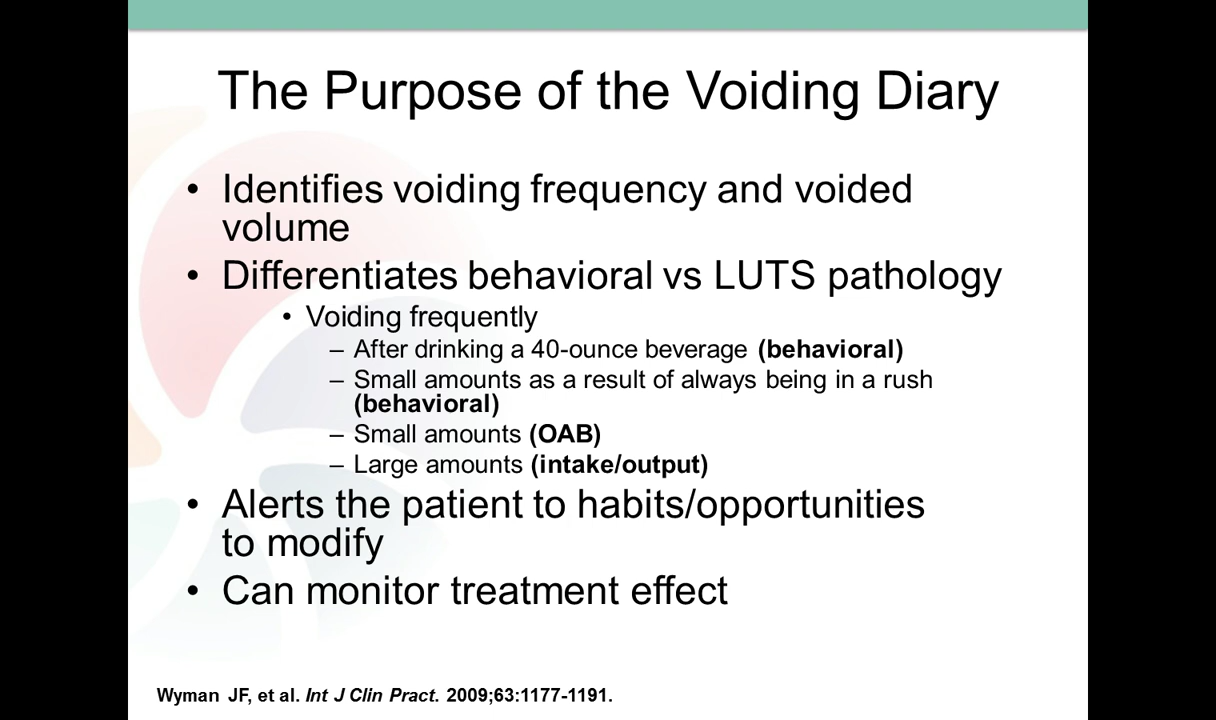 The Purpose of the Voiding Diary
• Identifies voiding frequency and voided
volume
• Differentiates behavioral vs LUTS pathology
• Voiding frequently
– After drinking a 40-ounce beverage (behavioral)
– Small amounts as a result of always being in a rush
(behavioral)
– Small amounts (OAB)
– Large amounts (intake/output)
• Alerts the patient to habits/opportunities
to modify
• Can monitor treatment effect
Wyman JF, et al. Int J Clin Pract. 2009;63:1177-1191.